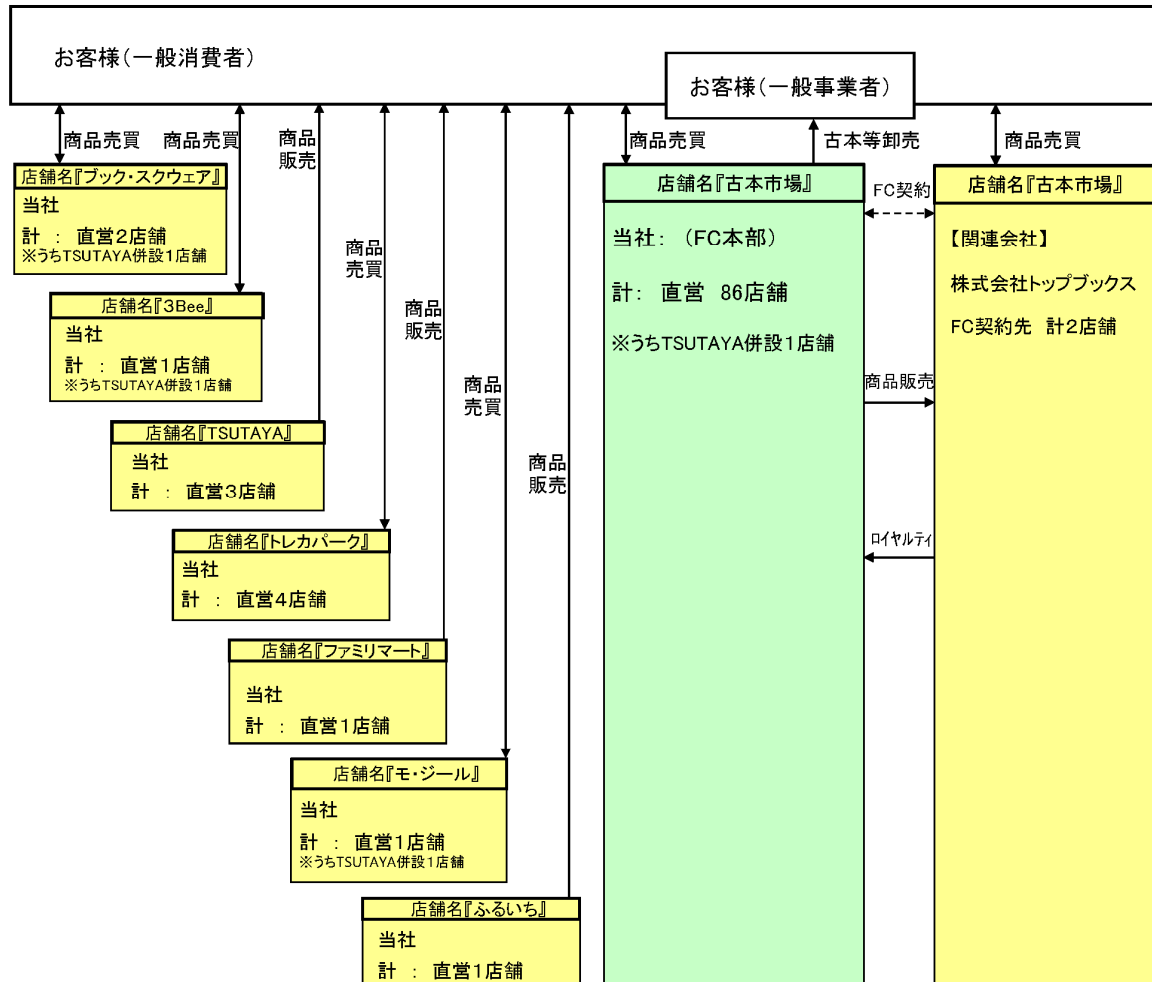 お客様(一般消費者)
お客様(一般事業者)
商品売買
商品売買
商品
販売
商品売買
古本等卸売
商品売買
店舗名『ブック・スクウェア』
当社
計 : 直営2店舗
※うちTSUTAYA併設1店舗
店舗名『3Bee』
当社
計 : 直営1店舗
※うちTSUTAYA併設1店舗
店舗名『TSUTAYA』
当社
計 : 直営3店舗
商品
売買
店舗名『トレカパーク』
当社
計 : 直営4店舗
商品
販売
店舗名『ファミリマート』
当社
計 : 直営1店舗
商品
売買
店舗名『モ・ジール』
当社
計 : 直営1店舗
※うちTSUTAYA併設1店舗
商品
販売
店舗名『ふるいち』
当社
計 : 直営1店舗
店舗名『古本市場』
当社: (FC本部)
計: 直営 86店舗
※うちTSUTAYA併設1店舗
FC契約
商品販売
ロイヤルティ
店舗名『古本市場』
【関連会社】
株式会社トップブックス
FC契約先 計2店舗